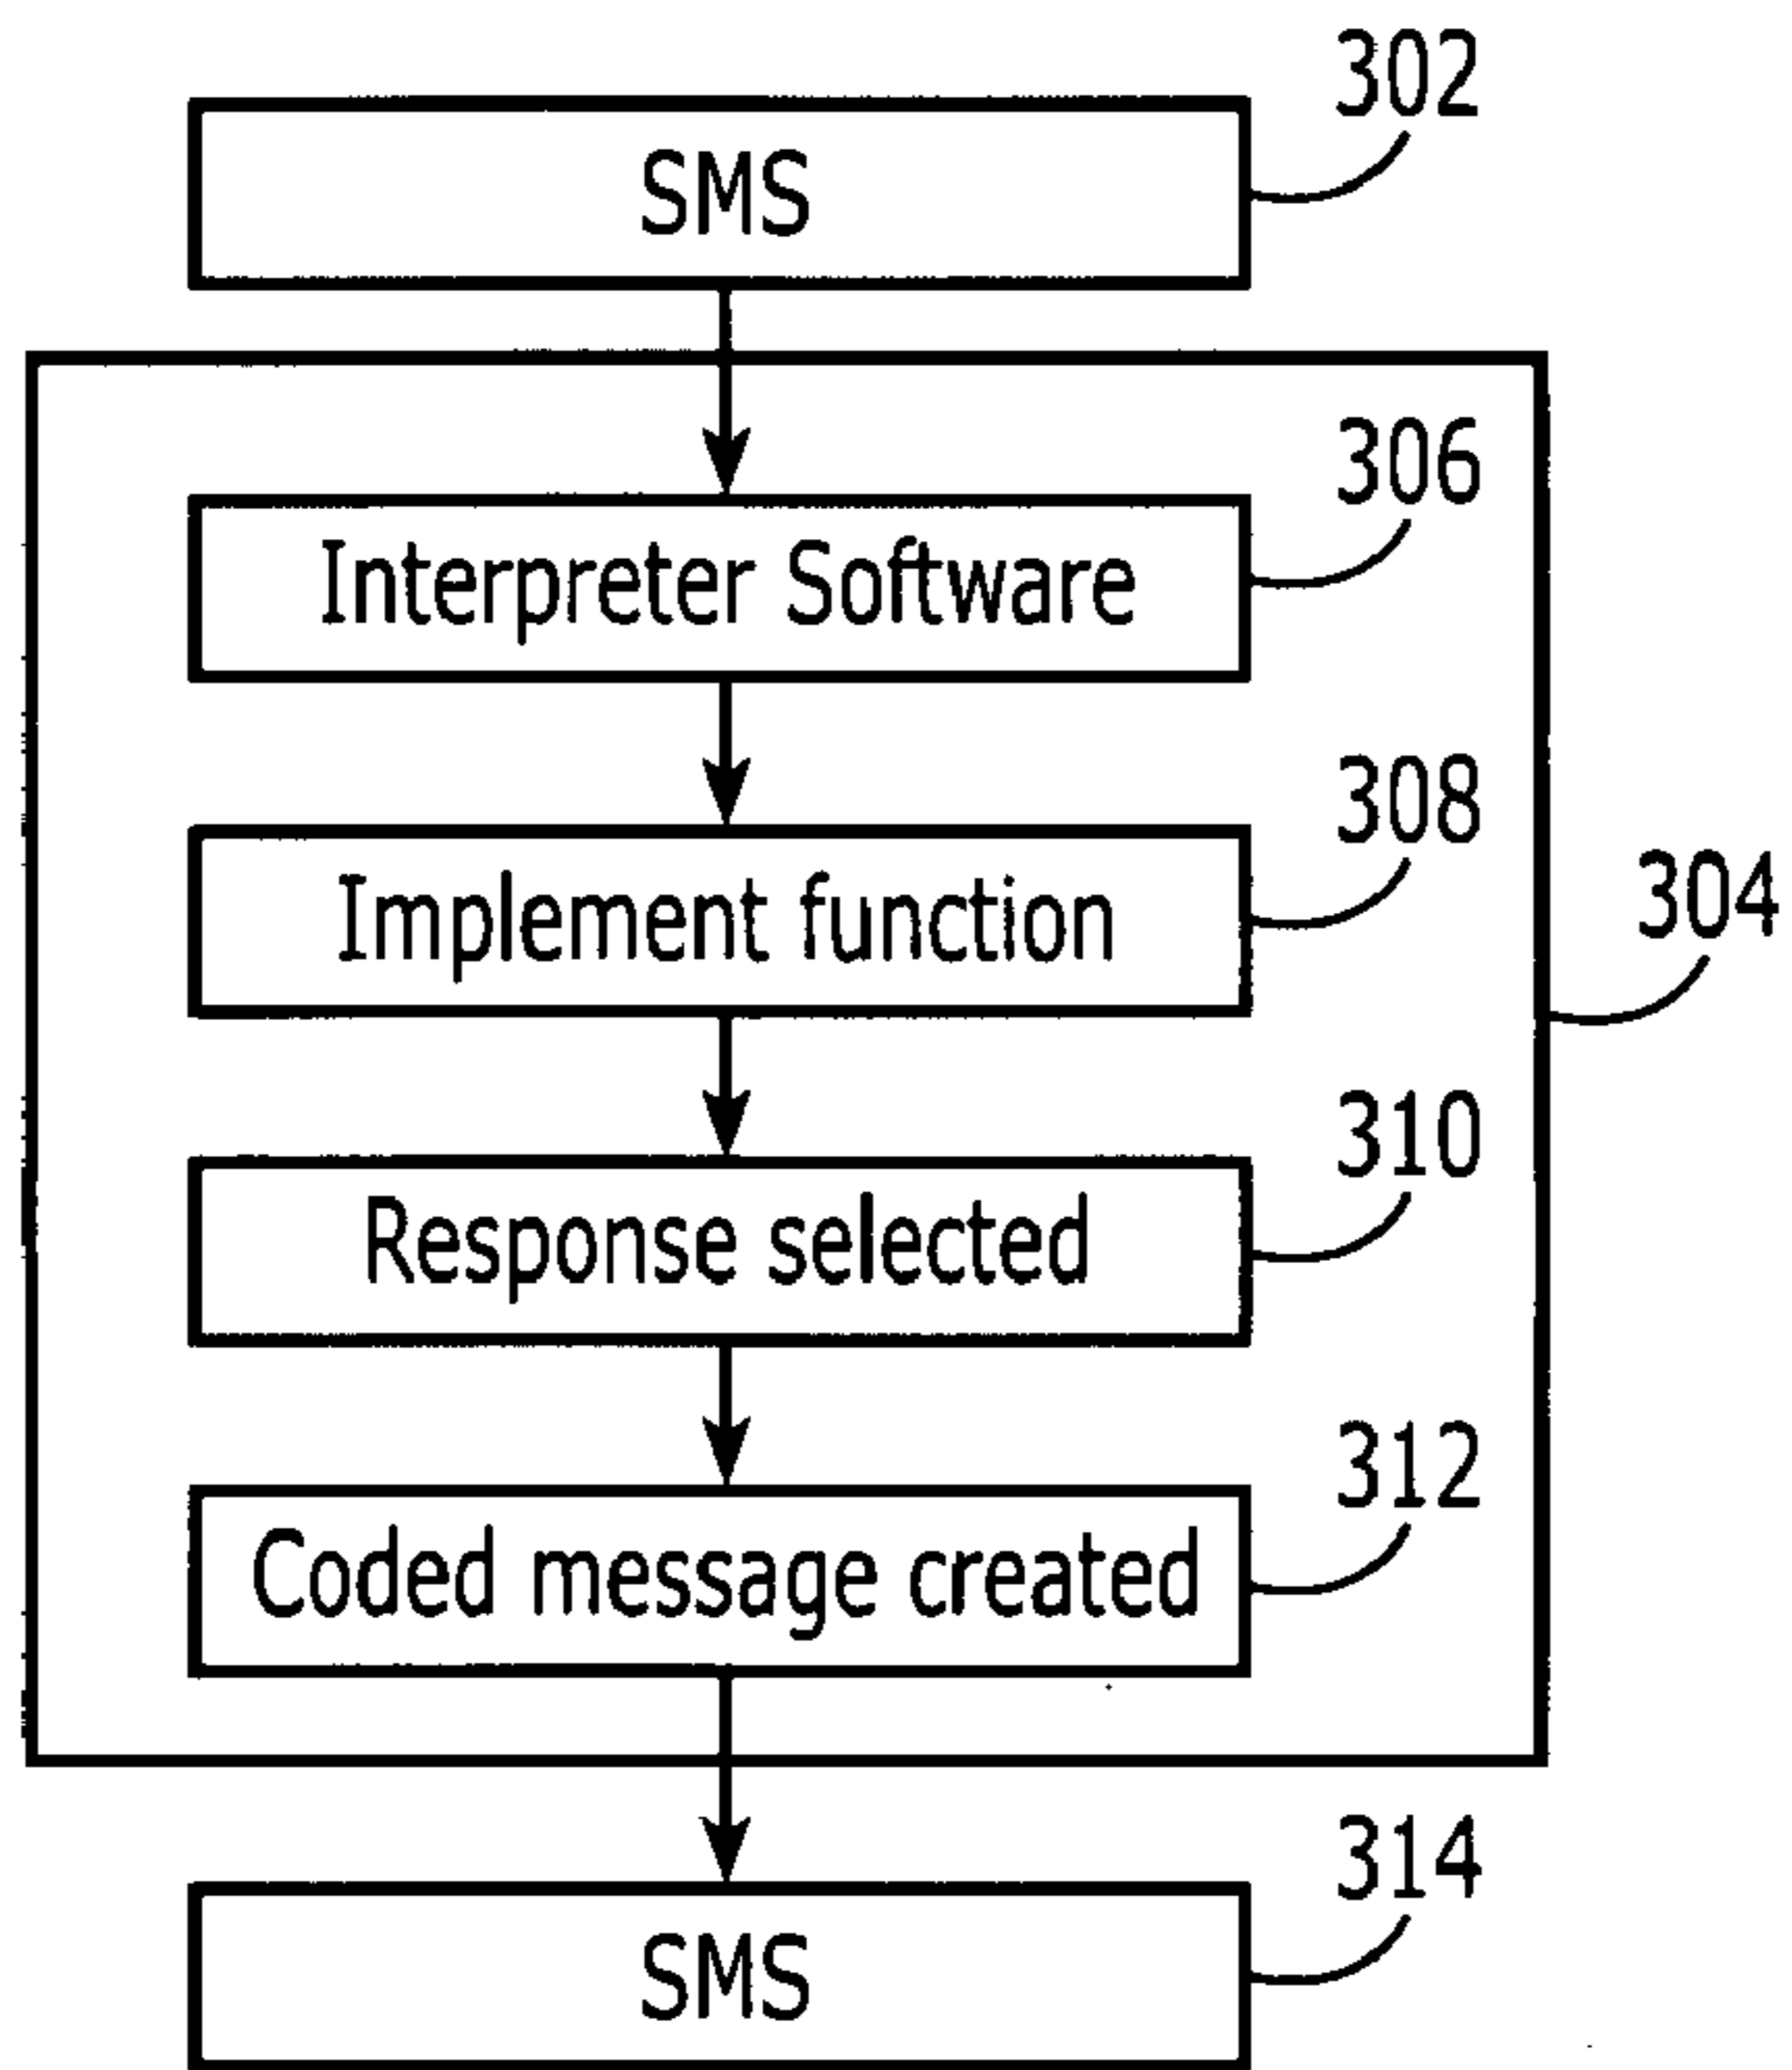 302
SMS
306
Interpreter Software
308
Implement function
304
310
Response selected
312
Coded message created
314
SMS